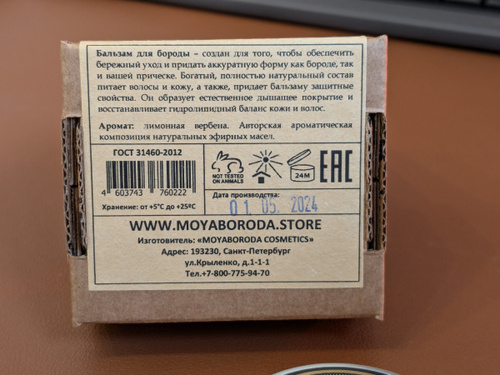 Бальзам для бороды – создан для того, чтобы обеспечить
бережный уход и придать аккуратную форму как бороде, так
и вашей прическе. Богатый, полностью натуральный состав
питает волосы и кожу, а также, придает бальзаму защитные
свойства. Он образует естественное дышащее покрытие и
восстанавливает гидролипидный баланс кожи и волос.
Аромат: лимонная вербена. Авторская ароматическая
композиция натуральных эфирных масел.
ГОСТ 31460-2012
4 603743 760222
Хранение: от +5ºС до +25ºС
NOT TESTED
ON ANIMALS
24M
EAC
Дата производства:
01 05. 2024
WWW.MOYABORODA.STORE
Изготовитель: «MOYABORODA COSMETICS»
Адрес: 193230, Санкт-Петербург
ул.Крыленко, д.1-1-1
Тел.+7-800-775-94-70